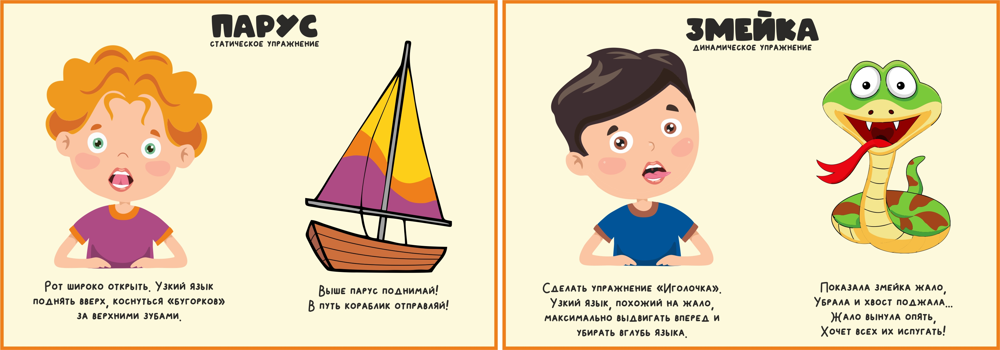 ПАРУС
СТАТИЧЕСКОЕ УПРАЖНЕНИЕ
Рот широко открыть. Узкий язык
поднять вверх, коснуться «бугорков»
за верхними зубами.
Выше парус поднимай!
В путь кораблик отправляй!
ЗМЕЙКА
ДИНАМИЧЕСКОЕ УПРАЖНЕНИЕ
Сделать упражнение «Иголочка».
Узкий язык, похожий на жало,
максимально выдвигать вперед и
убирать вглубь языка.
Показала змейка жало,
Убрала и хвост поджала...
Жало вынула опять,
Хочет всех их испугать!